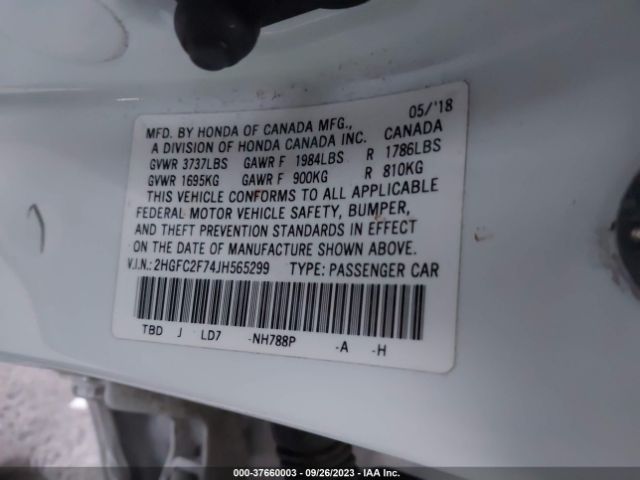 05/'18
MFD. BY HONDA OF CANADA MFG.,
A DIVISION OF HONDA CANADA INC. CANADA
GVWR 3737LBS GAWR F 1984LBS R 1786LBS
GVWR 1695KG GAWR F 900KG R 810KG
THIS VEHICLE CONFORMS TO ALL APPLICABLE
FEDERAL MOTOR VEHICLE SAFETY, BUMPER,
AND THEFT PREVENTION STANDARDS IN EFFECT
ON THE DATE OF MANUFACTURE SHOWN ABOVE.
V.I.N.: 2HGFC2F74JH565299 TYPE: PASSENGER CAR
TBD J LD7 -NH788P -A -H
000-37660003 - 09/26/2023 - IAA Inc.